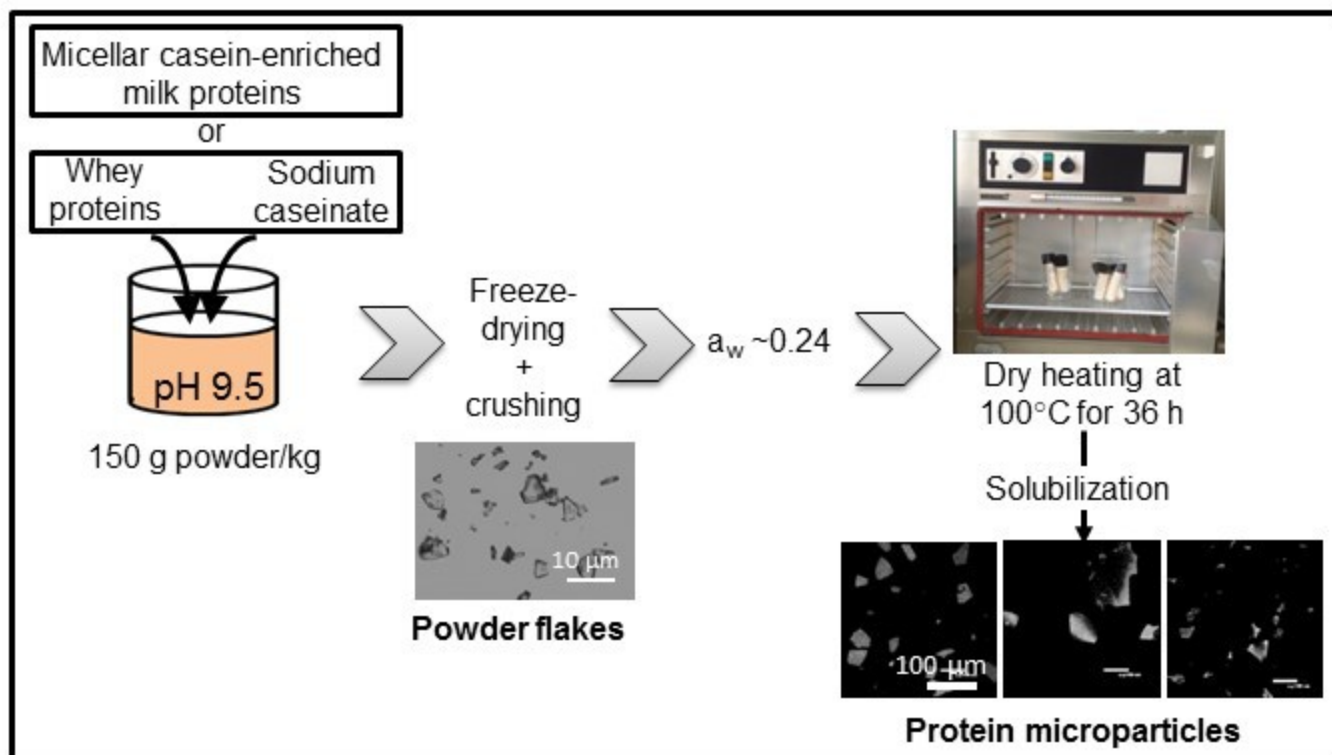 Micellar casein-enriched
milk proteins
or
Whey
proteins
Sodium
caseinate
pH 9.5
150 g powder/kg
Freeze-
drying
+
crushing
10 µm
Powder flakes
a_w ~0.24
Dry heating at
100°C for 36 h
Solubilization
100 µm
Protein microparticles